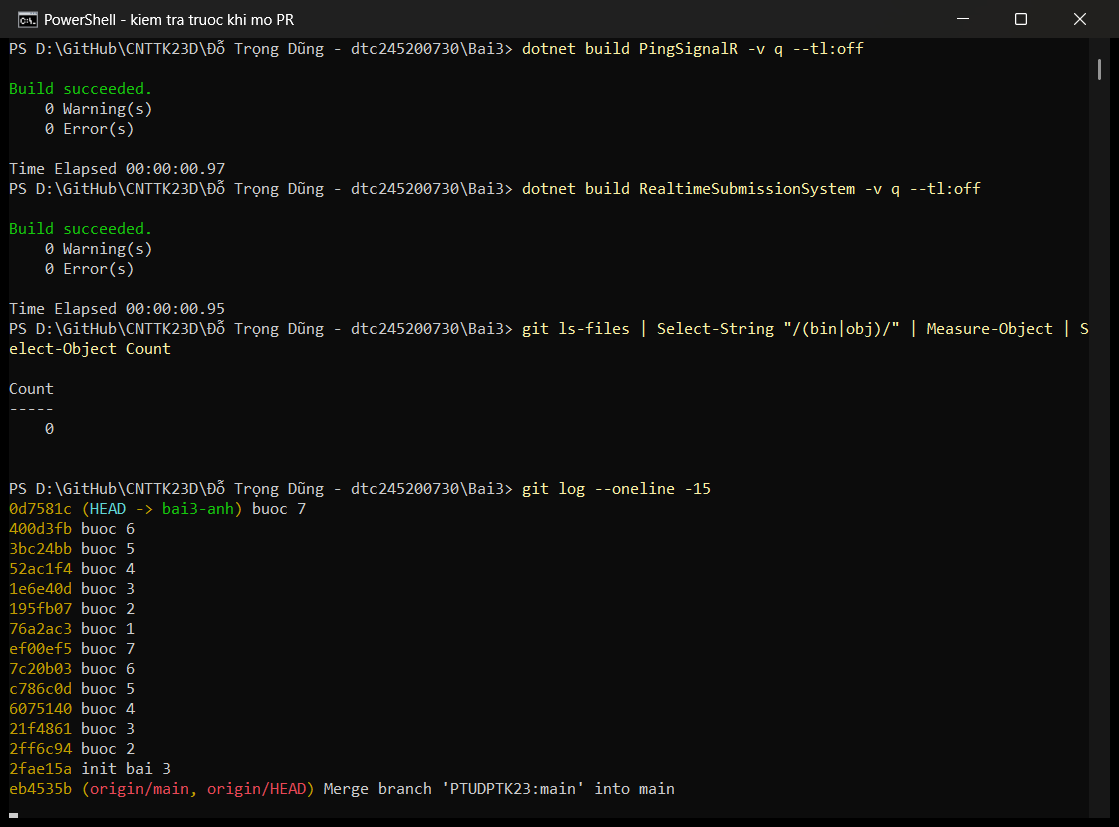 PowerShell - kiem tra truoc khi mo PR
PS D:\GitHub\CNTTK23D\Đỗ Trọng Dũng - dtc245200730\Bai3> dotnet build PingSignalR -v q --tl:off
Build succeeded.
0 Warning(s)
0 Error(s)
Time Elapsed 00:00:00.97
PS D:\GitHub\CNTTK23D\Đỗ Trọng Dũng - dtc245200730\Bai3> dotnet build RealtimeSubmissionSystem -v q --tl:off
Build succeeded.
0 Warning(s)
0 Error(s)
Time Elapsed 00:00:00.95
PS D:\GitHub\CNTTK23D\Đỗ Trọng Dũng - dtc245200730\Bai3> git ls-files | Select-String "/(bin|obj)/" | Measure-Object | S
elect-Object Count
Count
-----
0
PS D:\GitHub\CNTTK23D\Đỗ Trọng Dũng - dtc245200730\Bai3> git log --oneline -15
0d7581c (HEAD -> bai3-anh) buoc 7
400d3fb buoc 6
3bc24bb buoc 5
52ac1f4 buoc 4
1e6e40d buoc 3
195fb07 buoc 2
76a2ac3 buoc 1
ef00ef5 buoc 7
7c20b03 buoc 6
c786c0d buoc 5
6075140 buoc 4
21f4861 buoc 3
2ff6c94 buoc 2
2fae15a init bai 3
eb4535b (origin/main, origin/HEAD) Merge branch 'PTUDPTK23:main' into main